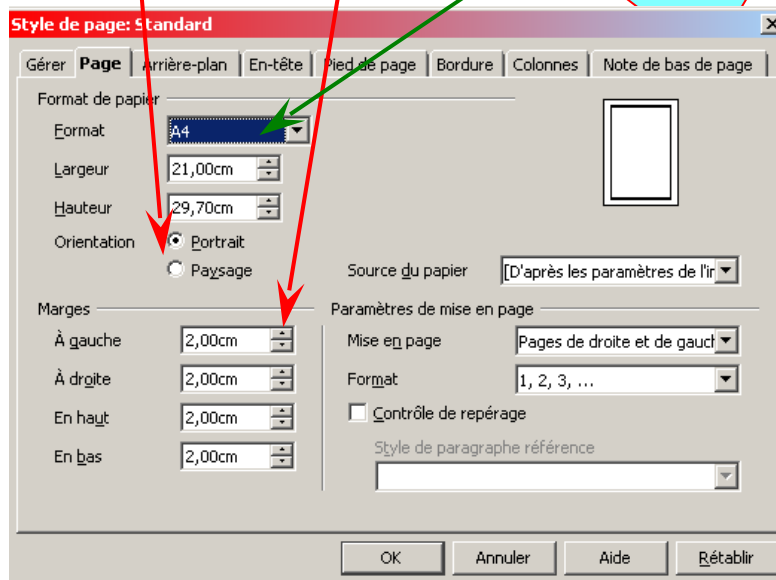 Style de page: Standard
Gérer Page Arrière-plan En-tête Pied de page Bordure Colonnes Note de bas de page
Format de papier
Format A4
Largeur 21,00cm
Hauteur 29,70cm
Orientation Portrait
Paysage Source du papier [D'après les paramètres de l'ir
Marges Paramètres de mise en page
À gauche 2,00cm Mise en page Pages de droite et de gauch
À droite 2,00cm Format 1, 2, 3, ...
En haut 2,00cm Contrôle de repérage
En bas 2,00cm Style de paragraphe référence
OK Annuler Aide Rétablir